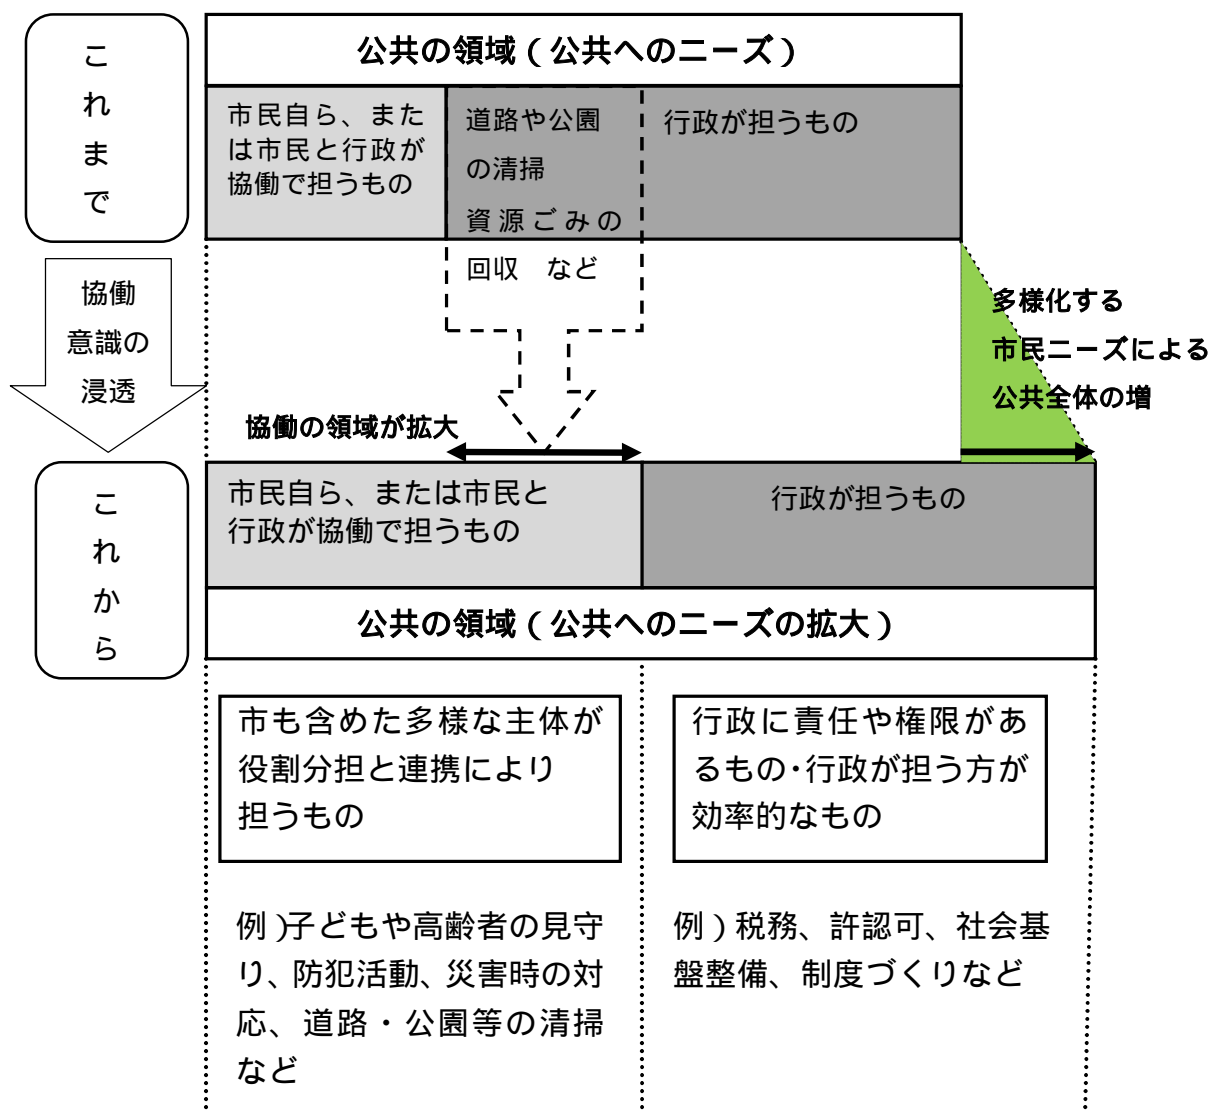 これまで
公共の領域（公共へのニーズ）
市民自ら、また
は市民と行政が
協働で担うもの
道路や公園
の清掃
資源ごみの
回収　など
行政が担うもの
協働
意識の
浸透
多様化する
市民ニーズによる
公共全体の増
協働の領域が拡大
これから
市民自ら、または市民と
行政が協働で担うもの
行政が担うもの
公共の領域（公共へのニーズの拡大）
市も含めた多様な主体が
役割分担と連携により
担うもの
行政に責任や権限があ
るもの・行政が担う方が
効率的なもの
例）子どもや高齢者の見守
り、防犯活動、災害時の対
応、道路・公園等の清掃
など
例）税務、許認可、社会基
盤整備、制度づくりなど